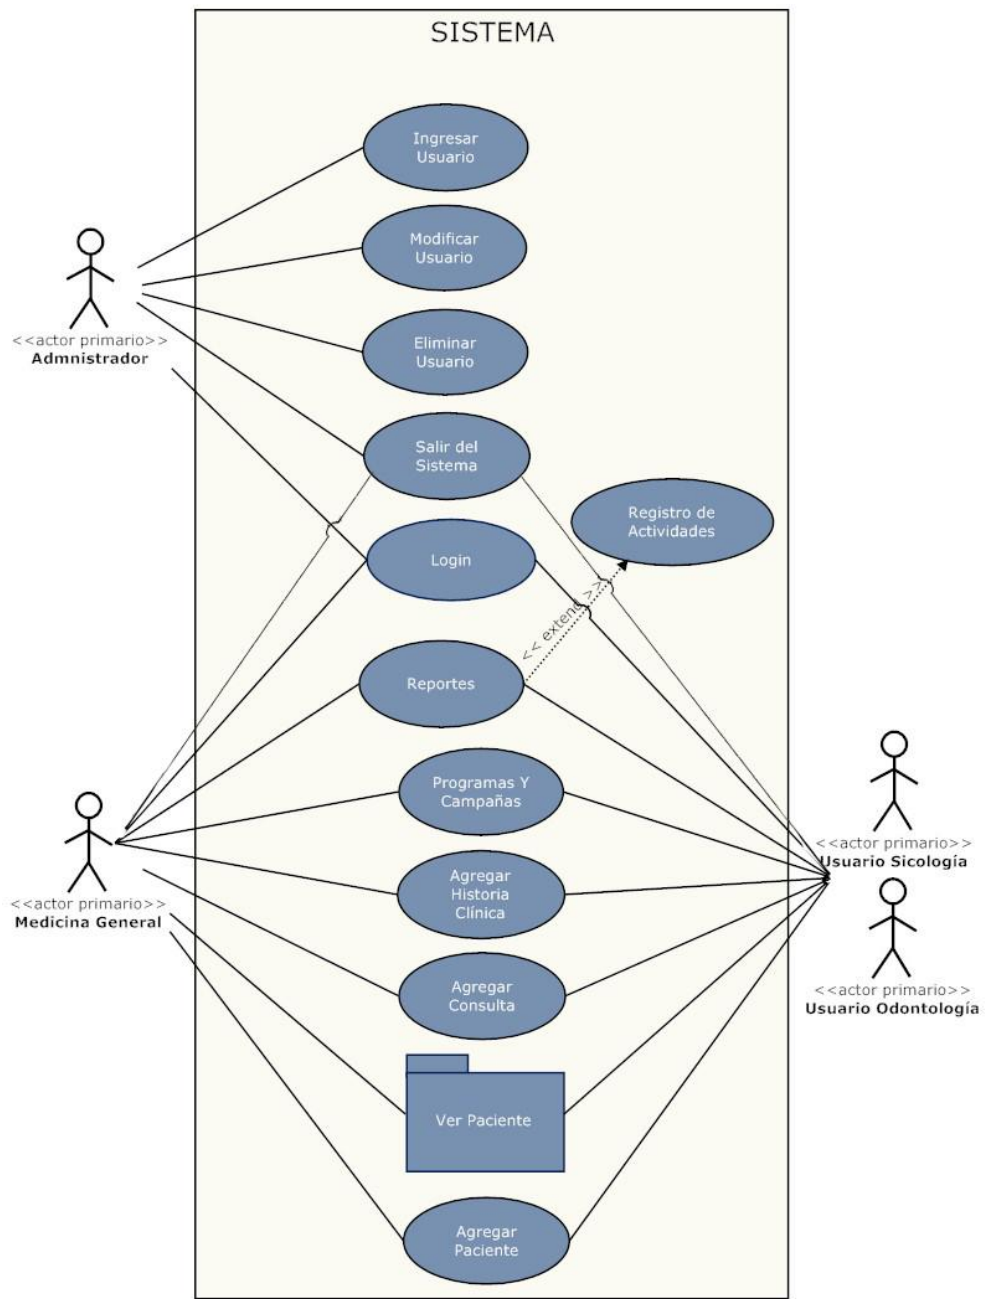 SISTEMA
Ingresar
Usuario
Modificar
Usuario
<<actor primario>>
Admnistrador
Eliminar
Usuario
Salir del
Sistema
Registro de
Actividades
Login
<< extend >>
Reportes
Programas Y
Campañas
<<actor primario>>
Usuario Sicología
<<actor primario>>
Medicina General
Agregar
Historia
Clínica
Agregar
Consulta
<<actor primario>>
Usuario Odontología
Ver Paciente
Agregar
Paciente